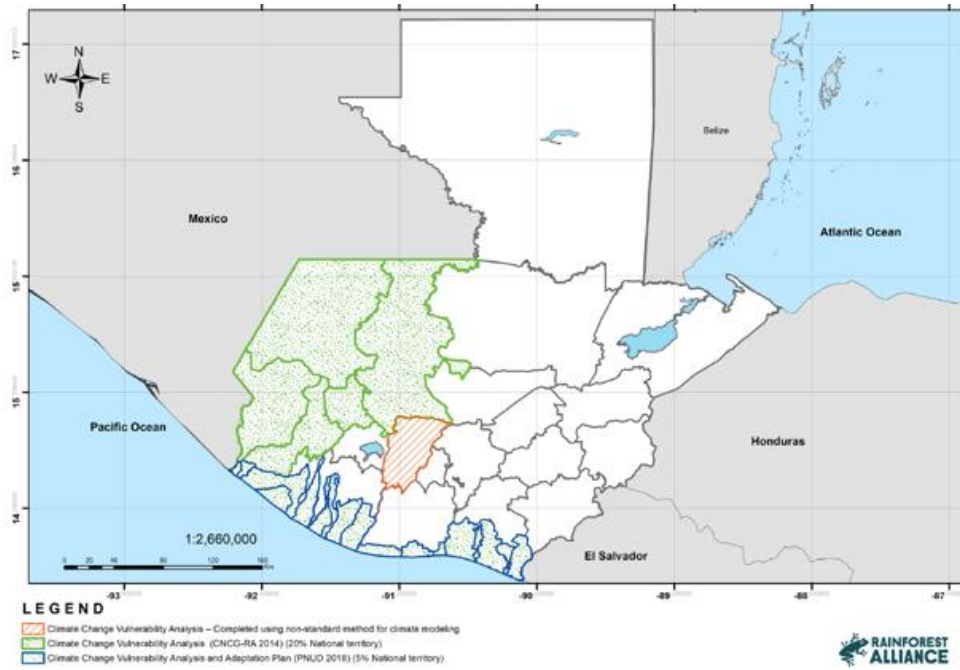 17
N
W E
S
Belize
16
Mexico
Atlantic Ocean
15
15
Pacific Ocean
Honduras
14
1:2,660,000
El Salvador
0 20 40 80 120 160
Km
-93 -92 -91 -90 -89 -88 -87
LEGEND
Climate Change Vulnerability Analysis – Completed using non-standard method for climate modeling
Climate Change Vulnerability Analysis (CNCG-RA 2014) (20% National territory)
Climate Change Vulnerability Analysis and Adaptation Plan (PNUD 2018) (5% National territory)
RAINFOREST
ALLIANCE